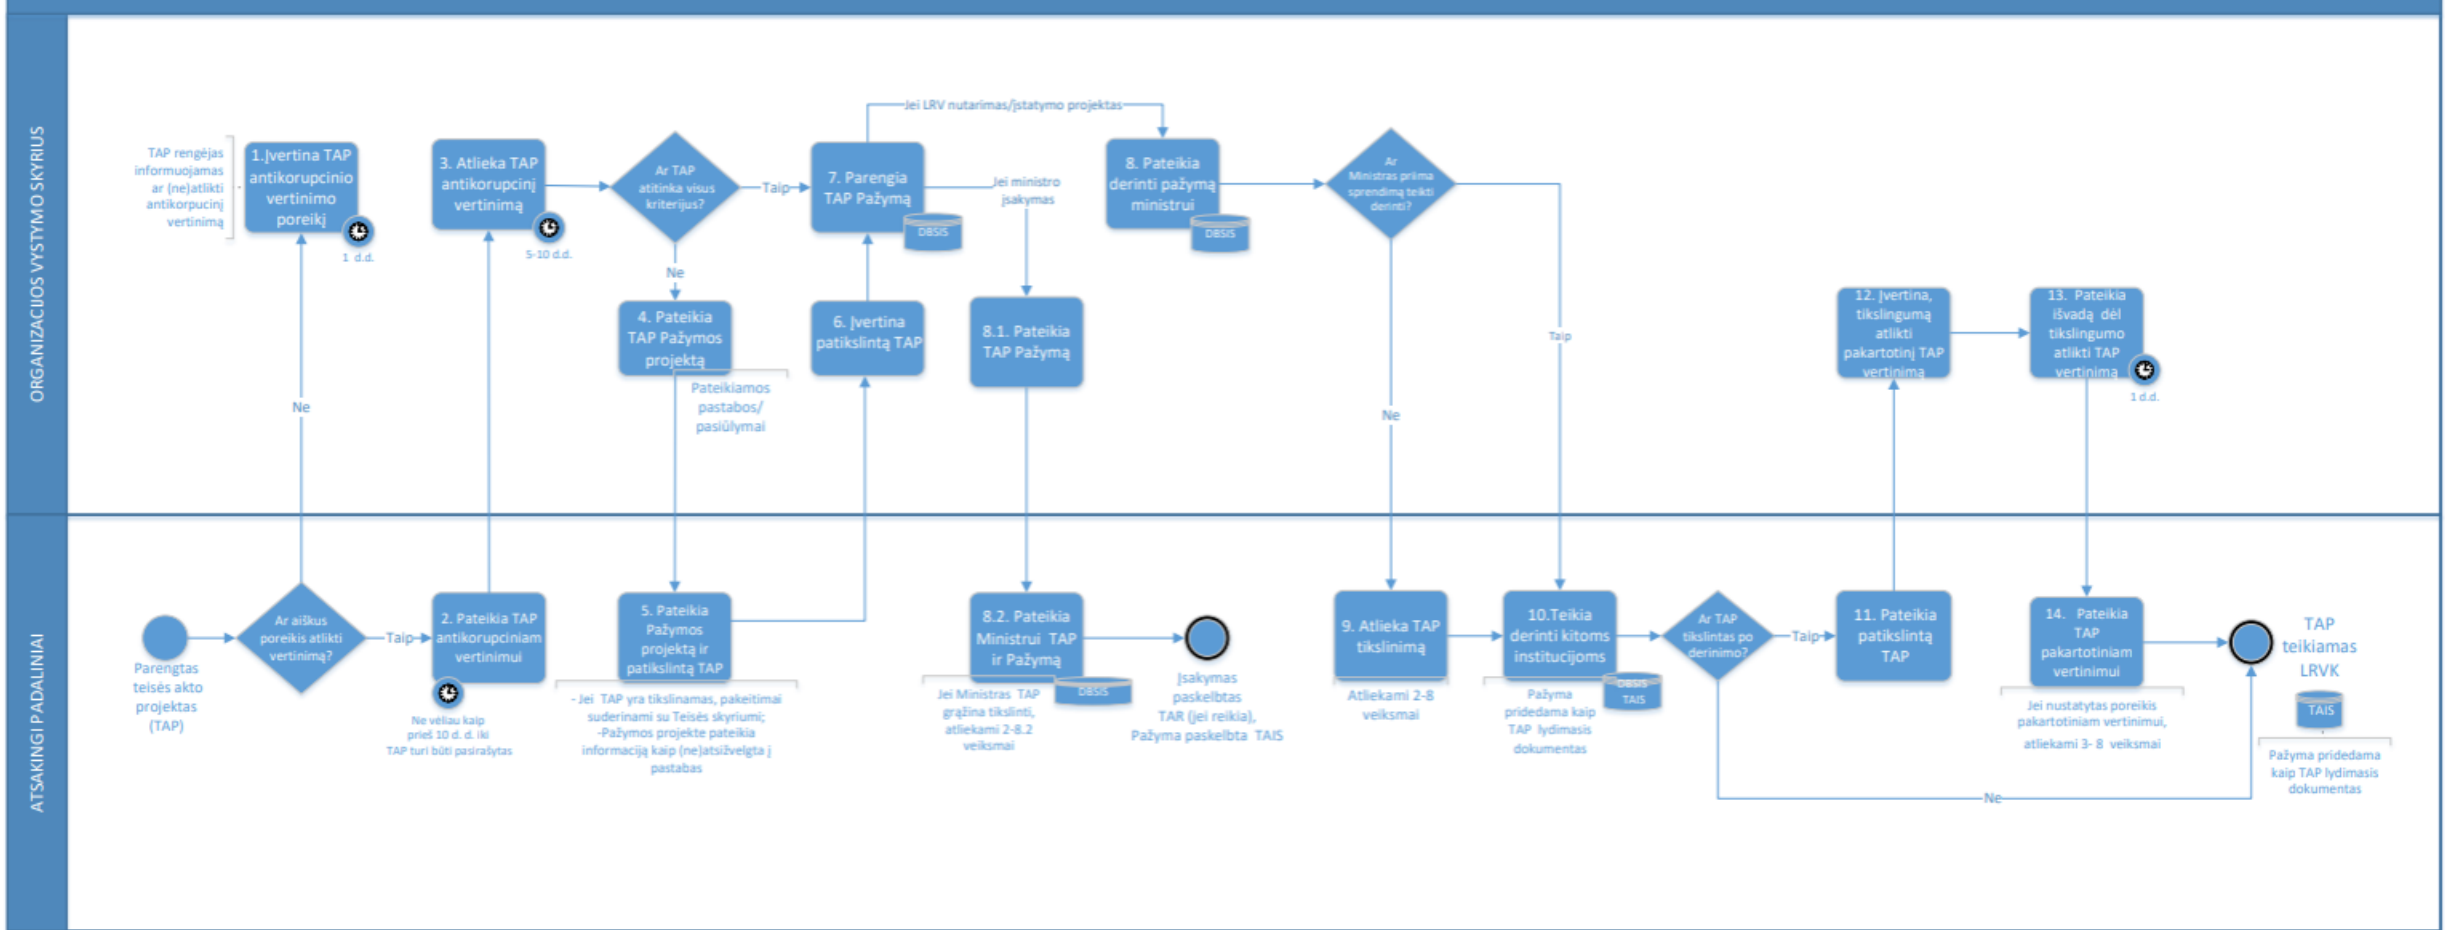 ORGANIZACIJOS VYSTYMO SKYRIUS
TAP rengėjas
informuojamas
ar (ne)atlikti
antikorpucinį
vertinimą
1.Įvertina TAP
antikorupcinio
vertinimo
poreikį
1 d.d.
Ne
3. Atlieka TAP
antikorupcinį
vertinimą
5-10 d.d.
Ar TAP
atitinka visus
kriterijus?
Taip
Ne
4. Pateikia
TAP Pažymos
projektą
Pateikiamos
pastabos/
pasiūlymai
Jei LRV nutarimas/įstatymo projektas
7. Parengia
TAP Pažymą
DBSIS
6. Įvertina
patikslintą TAP
Jei ministro
įsakymas
8.1. Pateikia
TAP Pažymą
8. Pateikia
derinti pažymą
ministrui
DBSIS
Ar
Ministras priima
sprendimą teikti
derinti?
Ne
Taip
12. Įvertina,
tikslingumą
atlikti
pakartotinį TAP
vertinimą
13. Pateikia
išvadą dėl
tikslingumo
atlikti TAP
vertinimą
1 d.d.
ATSAKINGI PADALINIAI
Parengtas
teisės akto
projektas
(TAP)
Ar aiškus
poreikis atlikti
vertinimą?
Taip
2. Pateikia TAP
antikorupciniam
vertinimui
Ne vėliau kaip
prieš 10 d. d. iki
TAP turi būti pasirašytas
5. Pateikia
Pažymos
projektą ir
patikslintą TAP
- Jei TAP yra tikslinamas, pakeitimai
suderinami su Teisės skyriumi;
-Pažymos projekte pateikia
informaciją kaip (ne)atsižvelgta į
pastabas
8.2. Pateikia
Ministrui TAP
ir Pažymą
DBSIS
Jei Ministras TAP
grąžina tikslinti,
atliekami 2-8.2
veiksmai
Įsakymas
paskelbtas
TAR (jei reikia),
Pažyma paskelbta TAIS
9. Atlieka TAP
tikslinimą
Atliekami 2-8
veiksmai
10.Teikia
derinti kitoms
institucijoms
DBSIS
TAIS
Pažyma
pridedama kaip
TAP lydimasis
dokumentas
Ar TAP
tikslintas po
derinimo?
Taip
Ne
11. Pateikia
patikslintą
TAP
14. Pateikia
TAP
pakartotiniam
vertinimui
Jei nustatytas poreikis
pakartotiniam vertinimui,
atliekami 3- 8 veiksmai
TAP
teikiamas
LRVK
TAIS
Pažyma pridedama
kaip TAP lydimasis
dokumentas